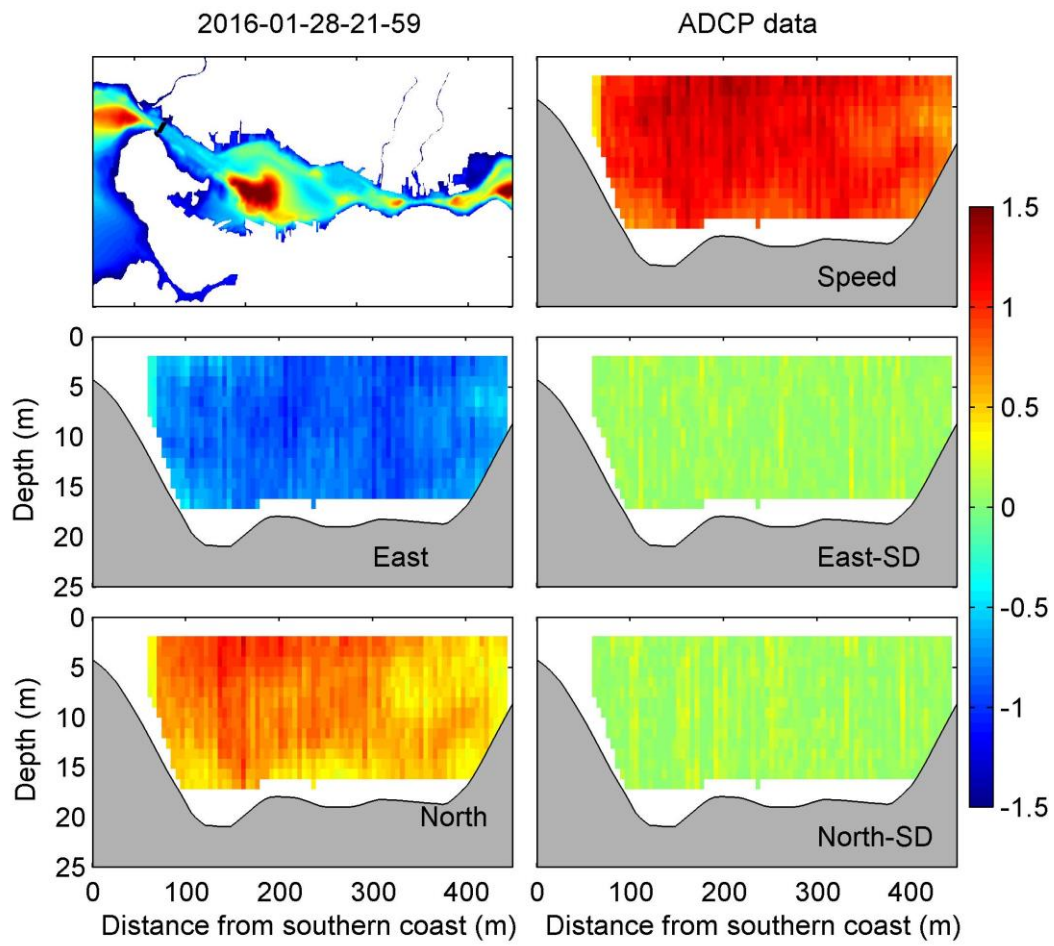 2016-01-28-21-59
ADCP data
Speed
1.5
1
0.5
0
-0.5
-1
-1.5
0
5
10
15
20
25
Depth (m)
East
East-SD
5
10
15
20
25
Depth (m)
North
North-SD
0 100 200 300 400
0 100 200 300 400
Distance from southern coast (m)
Distance from southern coast (m)